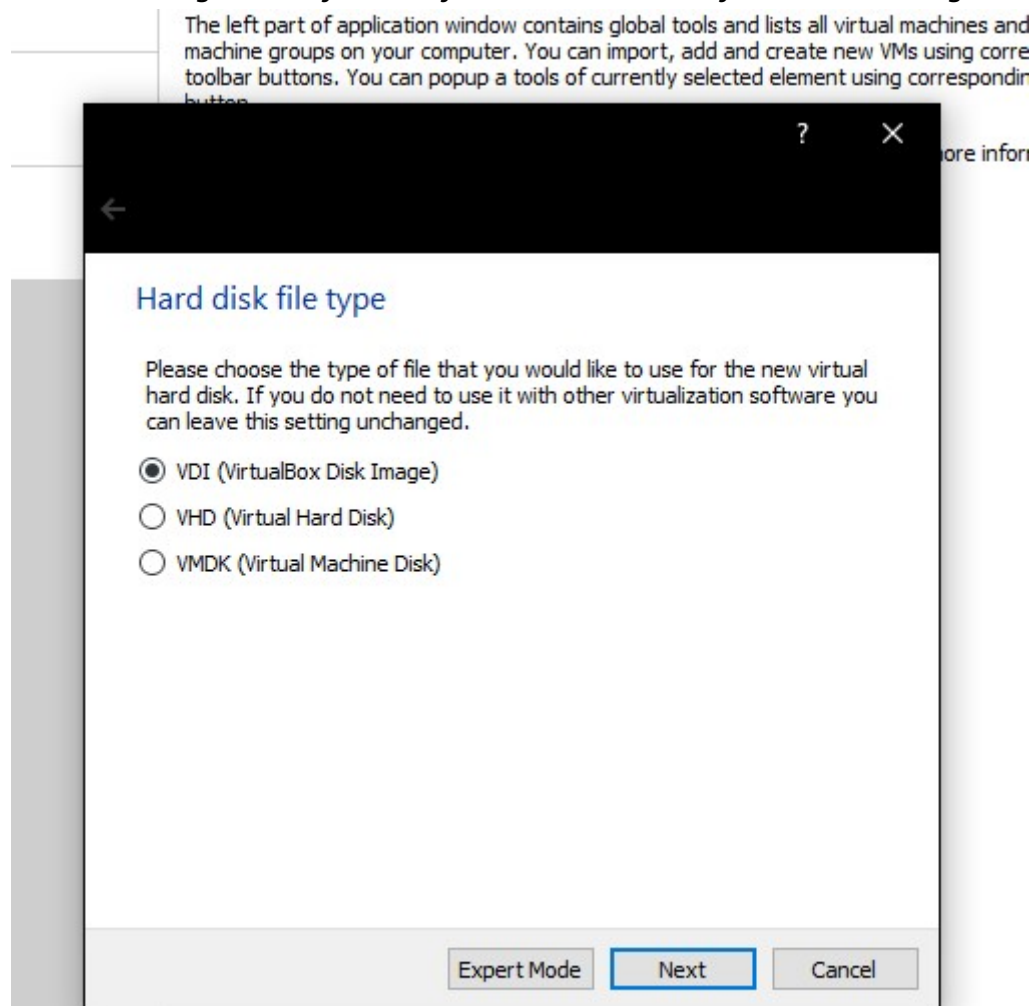 The left part of application window contains global tools and lists all virtual machines and
machine groups on your computer. You can import, add and create new VMs using corre
toolbar buttons. You can popup a tools of currently selected element using correspondin
button
?
ore infor
Hard disk file type
Please choose the type of file that you would like to use for the new virtual
hard disk. If you do not need to use it with other virtualization software you
can leave this setting unchanged.
VDI (VirtualBox Disk Image)
VHD (Virtual Hard Disk)
VMDK (Virtual Machine Disk)
Expert Mode Next Cancel